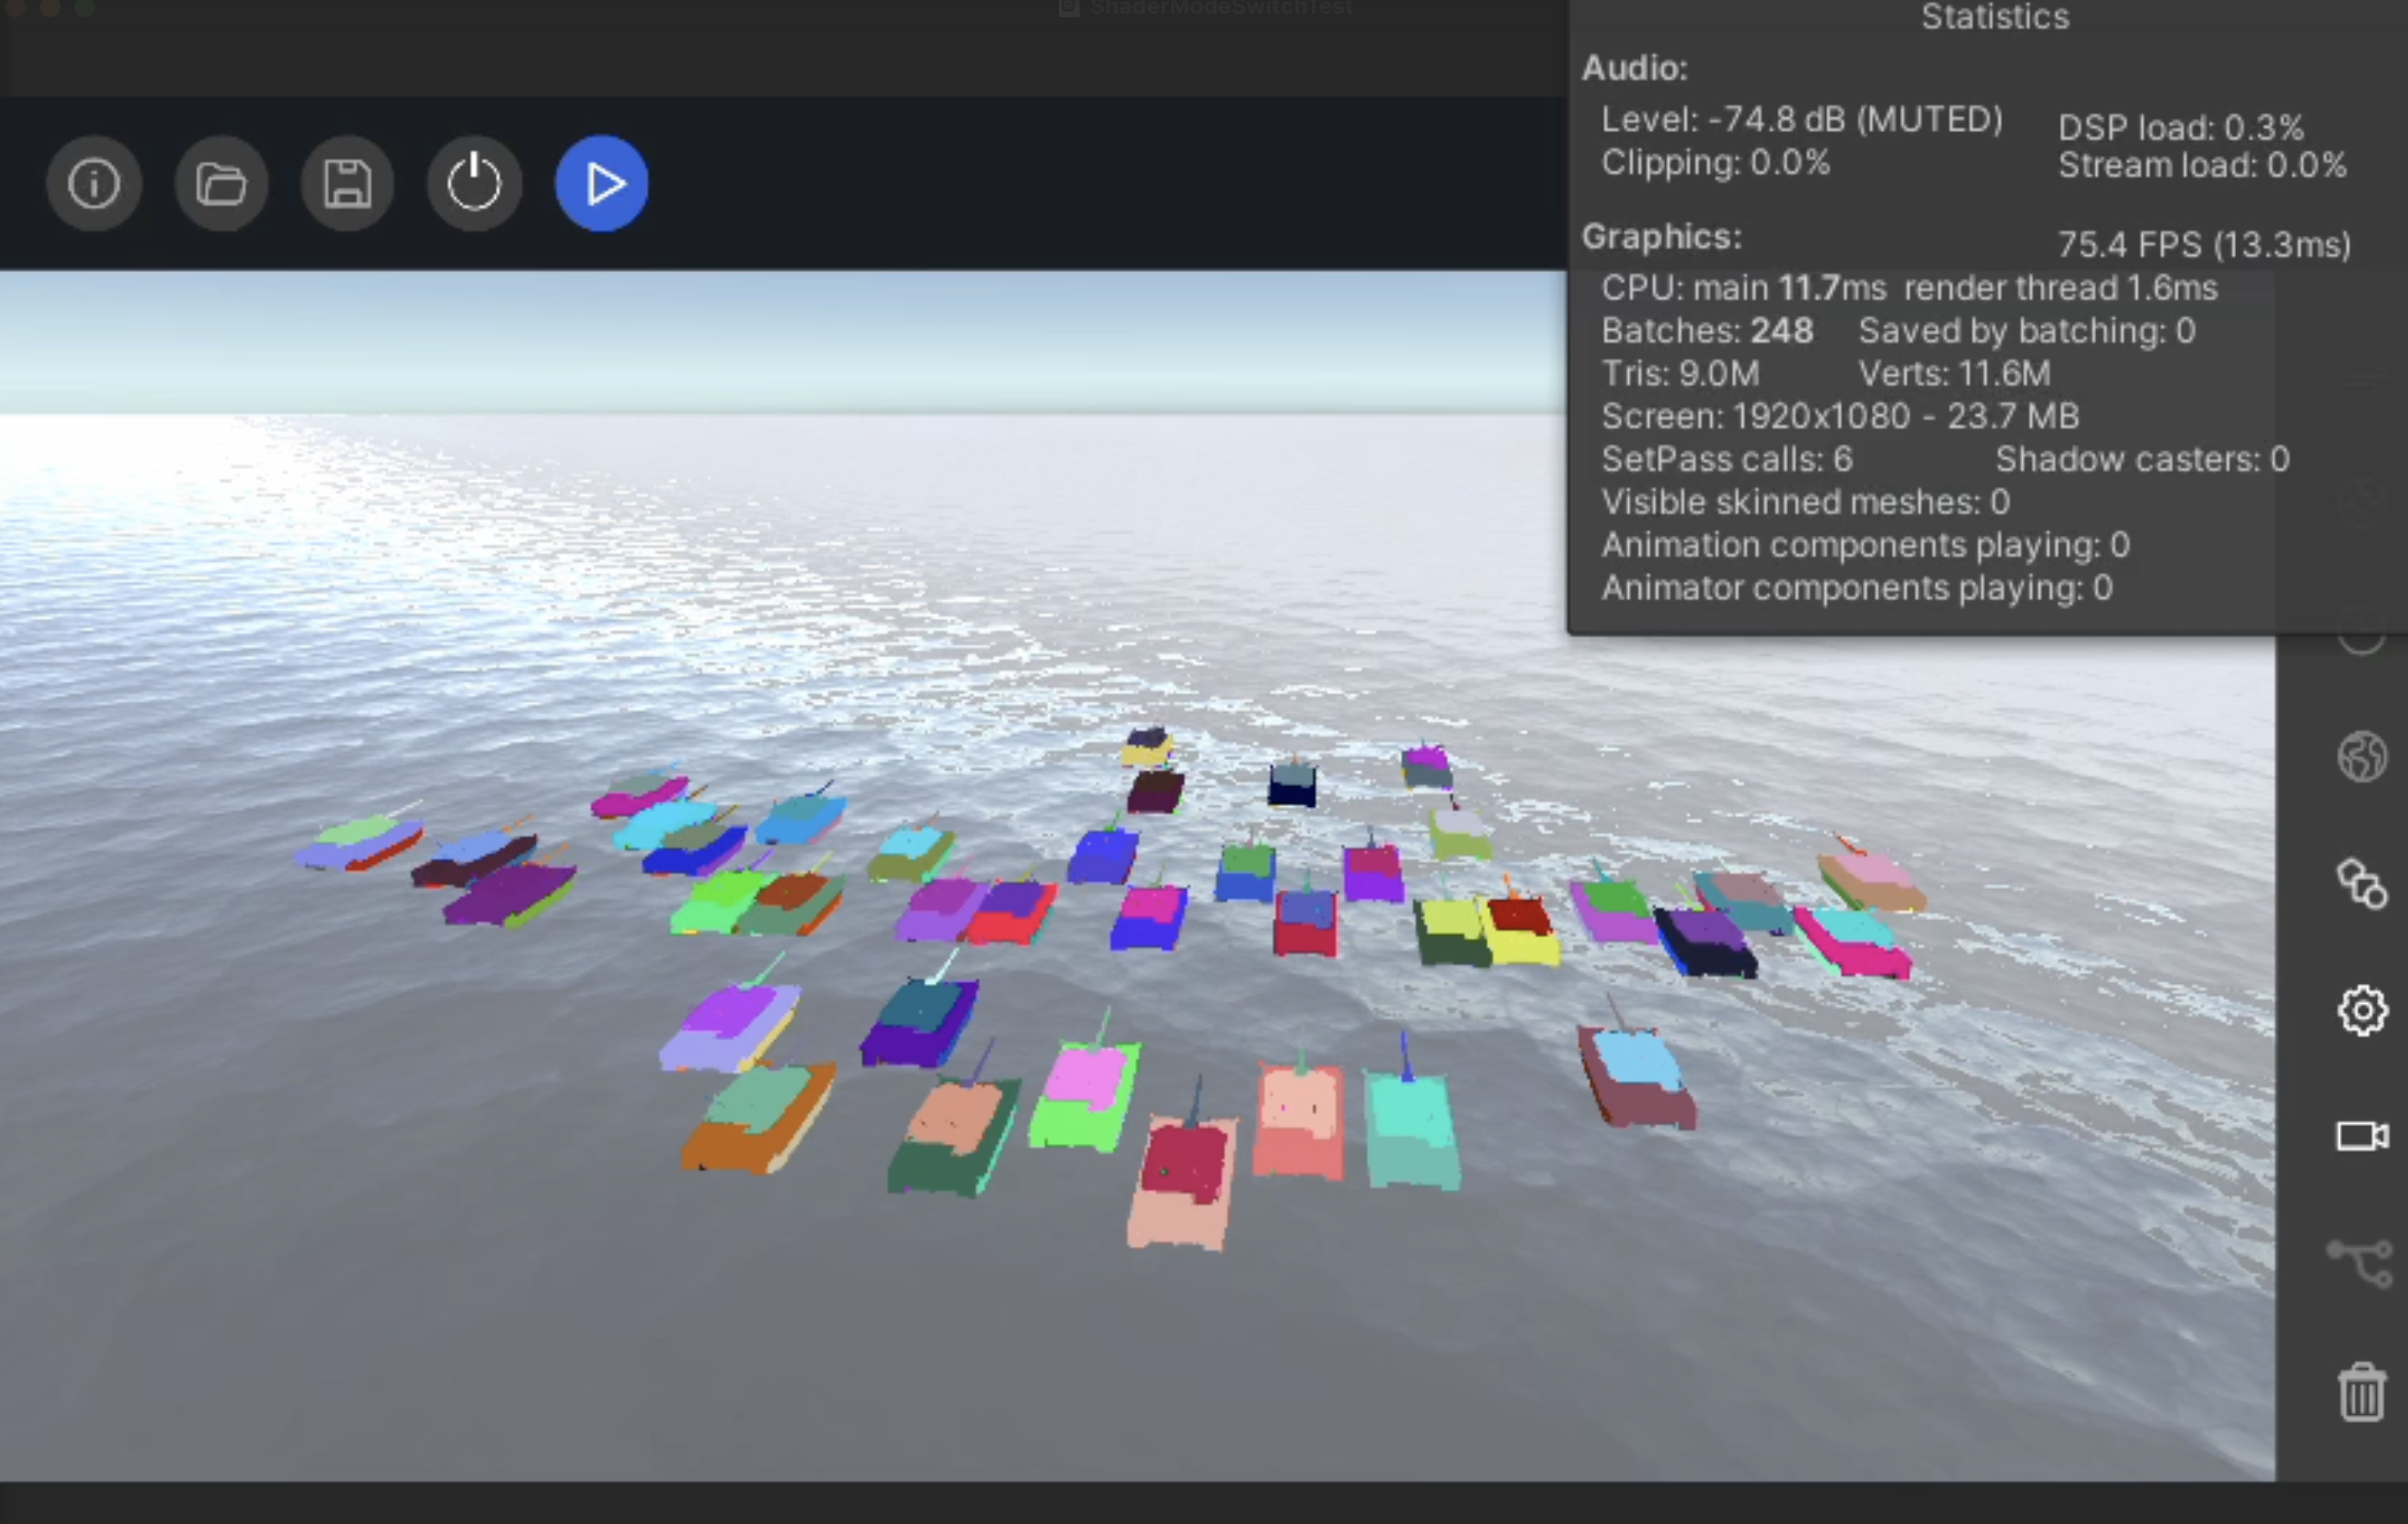 ShaderModeSwitchTest
Statistics
Audio:
Level: -74.8 dB (MUTED) DSP load: 0.3%
Clipping: 0.0% Stream load: 0.0%
Graphics: 75.4 FPS (13.3ms)
CPU: main 11.7ms render thread 1.6ms
Batches: 248 Saved by batching: 0
Tris: 9.0M Verts: 11.6M
Screen: 1920x1080 - 23.7 MB
SetPass calls: 6 Shadow casters: 0
Visible skinned meshes: 0
Animation components playing: 0
Animator components playing: 0